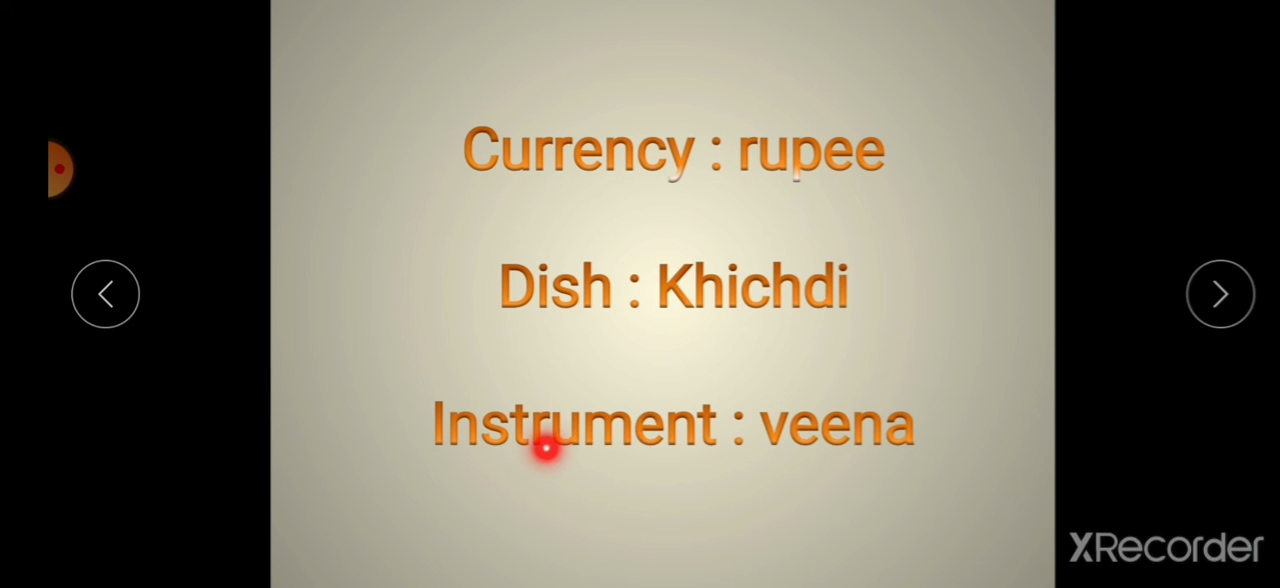 Currency : rupee
Dish : Khichdi
Instrument : veena
XRecorder